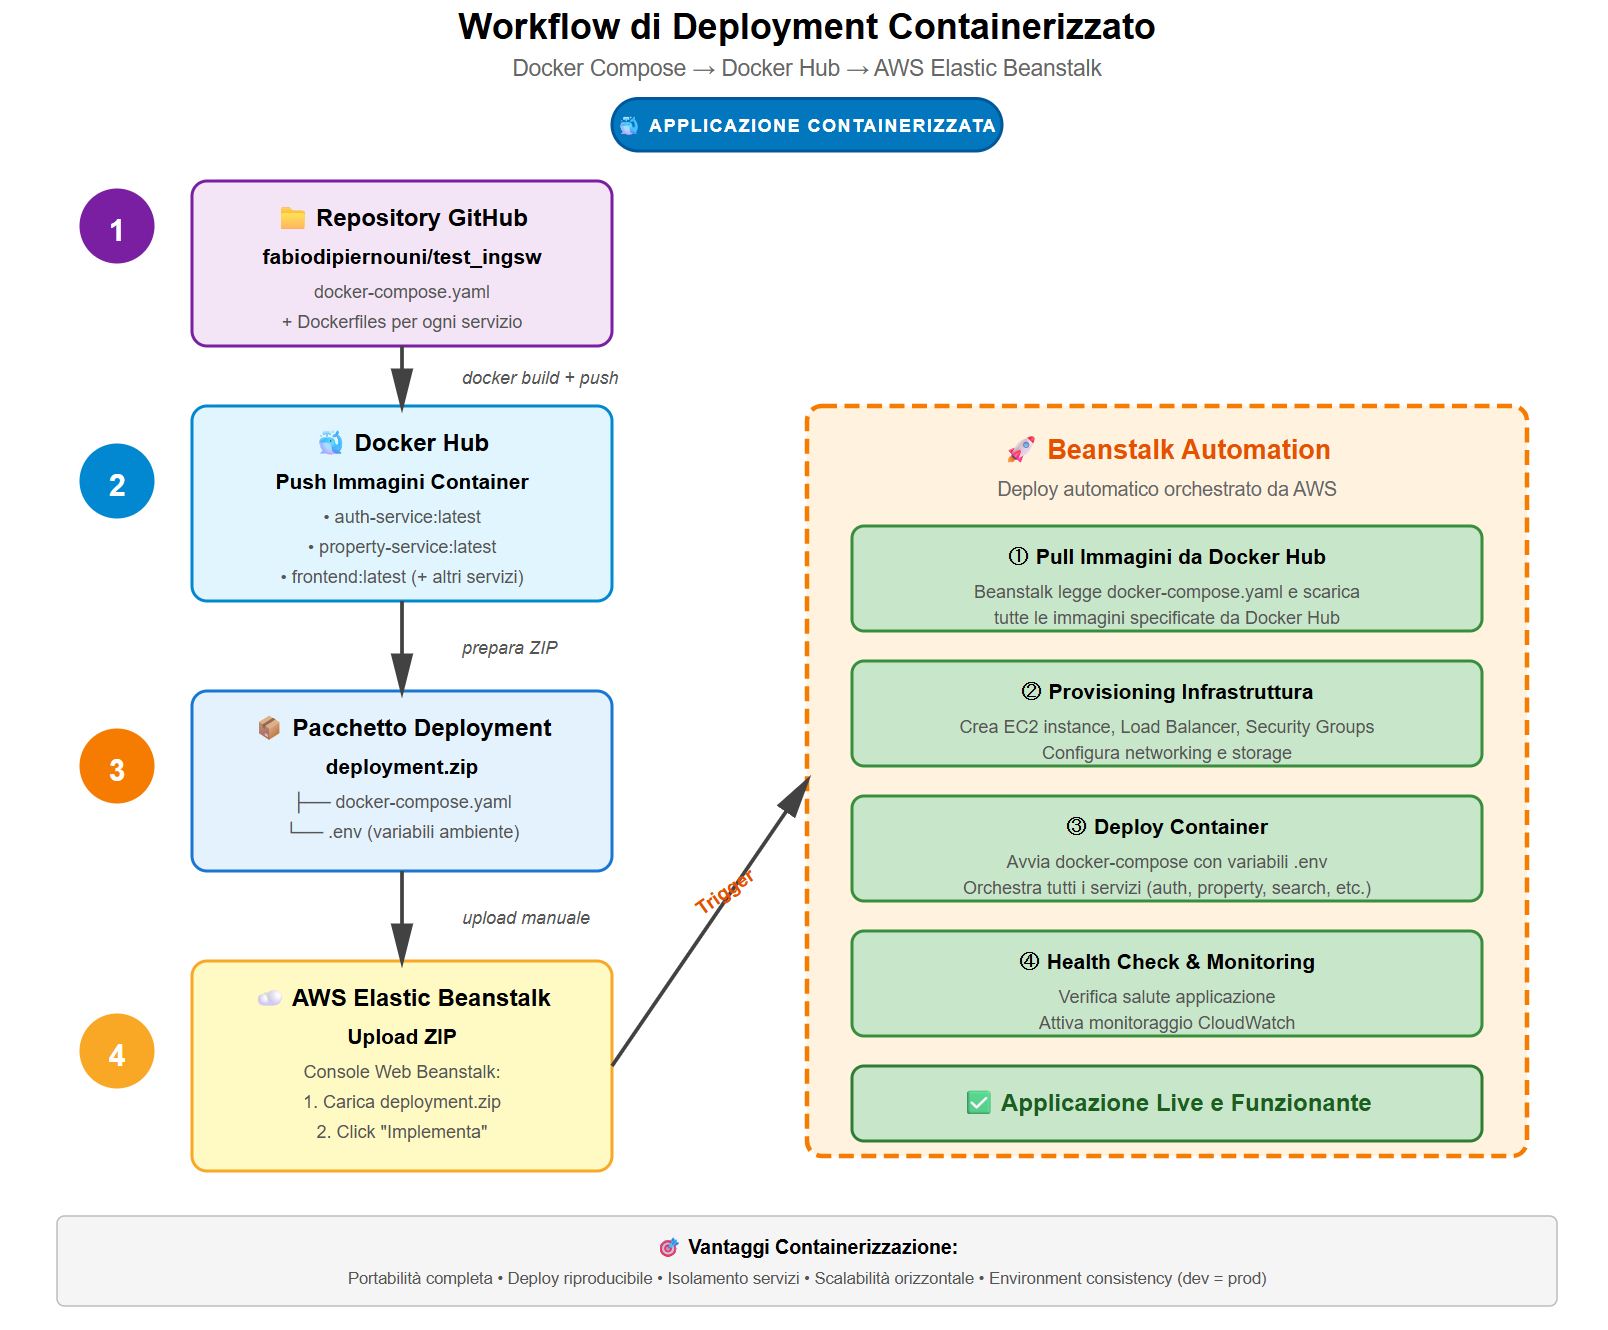 Workflow di Deployment Containerizzato
Docker Compose → Docker Hub → AWS Elastic Beanstalk
🐳 APPLICAZIONE CONTAINERIZZATA
1
📁 Repository GitHub
fabiodipiernouni/test_ingsw
docker-compose.yaml
+ Dockerfiles per ogni servizio
docker build + push
2
🐳 Docker Hub
Push Immagini Container
• auth-service:latest
• property-service:latest
• frontend:latest (+ altri servizi)
prepara ZIP
3
📦 Pacchetto Deployment
deployment.zip
├── docker-compose.yaml
└── .env (variabili ambiente)
upload manuale
4
☁️ AWS Elastic Beanstalk
Upload ZIP
Console Web Beanstalk:
1. Carica deployment.zip
2. Click "Implementa"
Trigger
🚀 Beanstalk Automation
Deploy automatico orchestrato da AWS
① Pull Immagini da Docker Hub
Beanstalk legge docker-compose.yaml e scarica
tutte le immagini specificate da Docker Hub
② Provisioning Infrastruttura
Crea EC2 instance, Load Balancer, Security Groups
Configura networking e storage
③ Deploy Container
Avvia docker-compose con variabili .env
Orchestra tutti i servizi (auth, property, search, etc.)
④ Health Check & Monitoring
Verifica salute applicazione
Attiva monitoraggio CloudWatch
✅ Applicazione Live e Funzionante
🎯 Vantaggi Containerizzazione:
Portabilità completa • Deploy riproducibile • Isolamento servizi • Scalabilità orizzontale • Environment consistency (dev = prod)